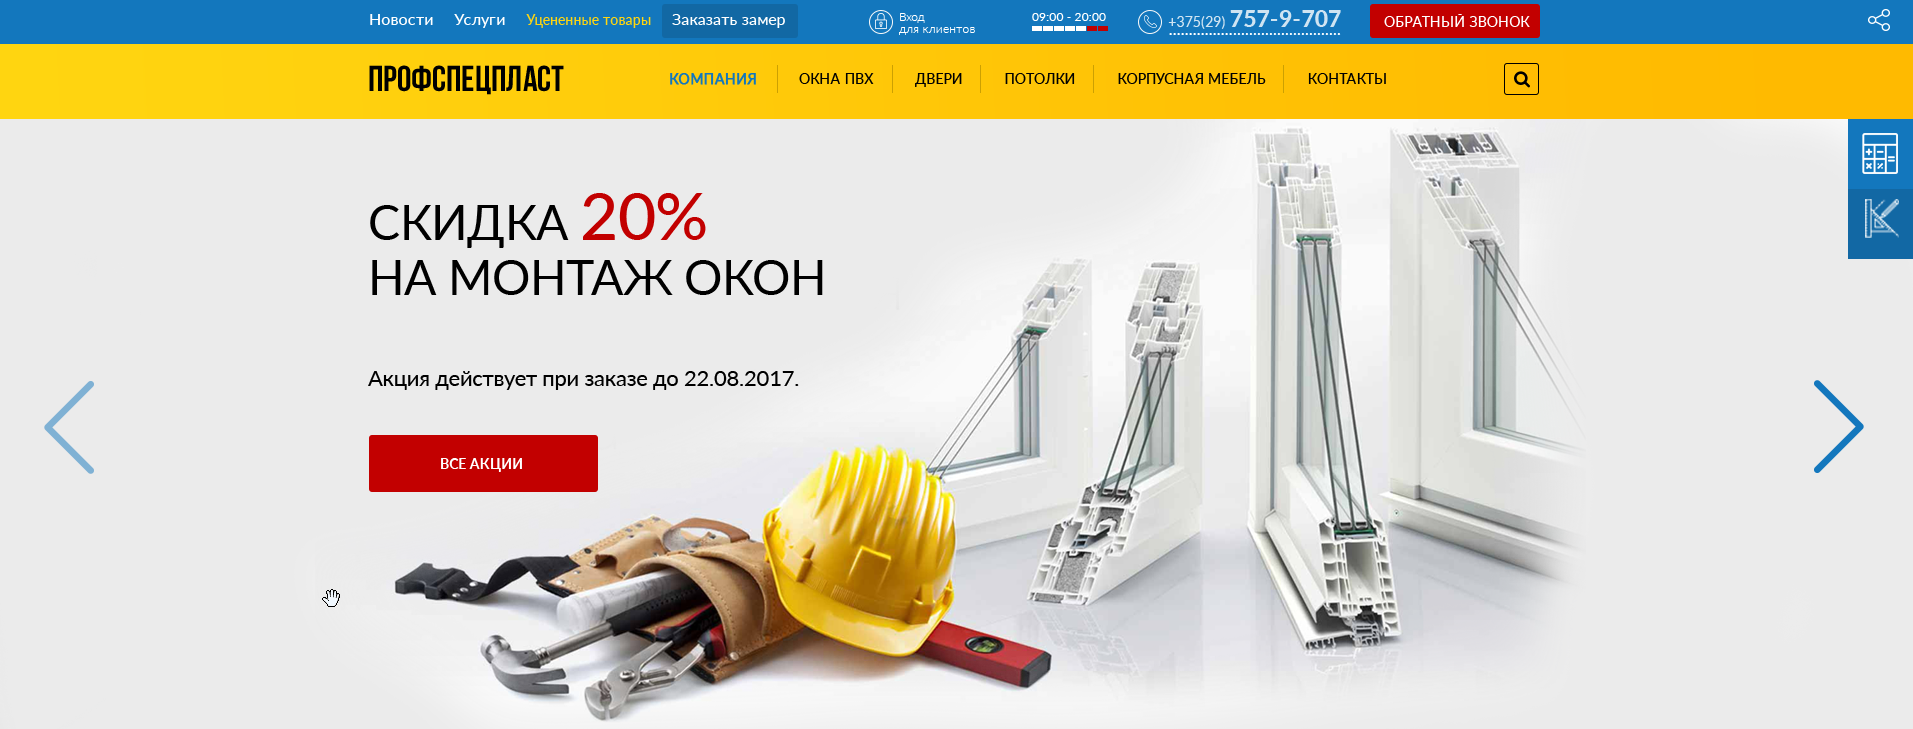 Новости Услуги Уцененные товары Заказать замер Вход 09:00 - 20:00 +375(29) 757-9-707 ОБРАТНЫЙ ЗВОНОК
для клиентов
ПРОФСПЕЦПЛАСТ КОМПАНИЯ ОКНА ПВХ ДВЕРИ ПОТОЛКИ КОРПУСНАЯ МЕБЕЛЬ КОНТАКТЫ
СКИДКА 20%
НА МОНТАЖ ОКОН
Акция действует при заказе до 22.08.2017.
ВСЕ АКЦИИ